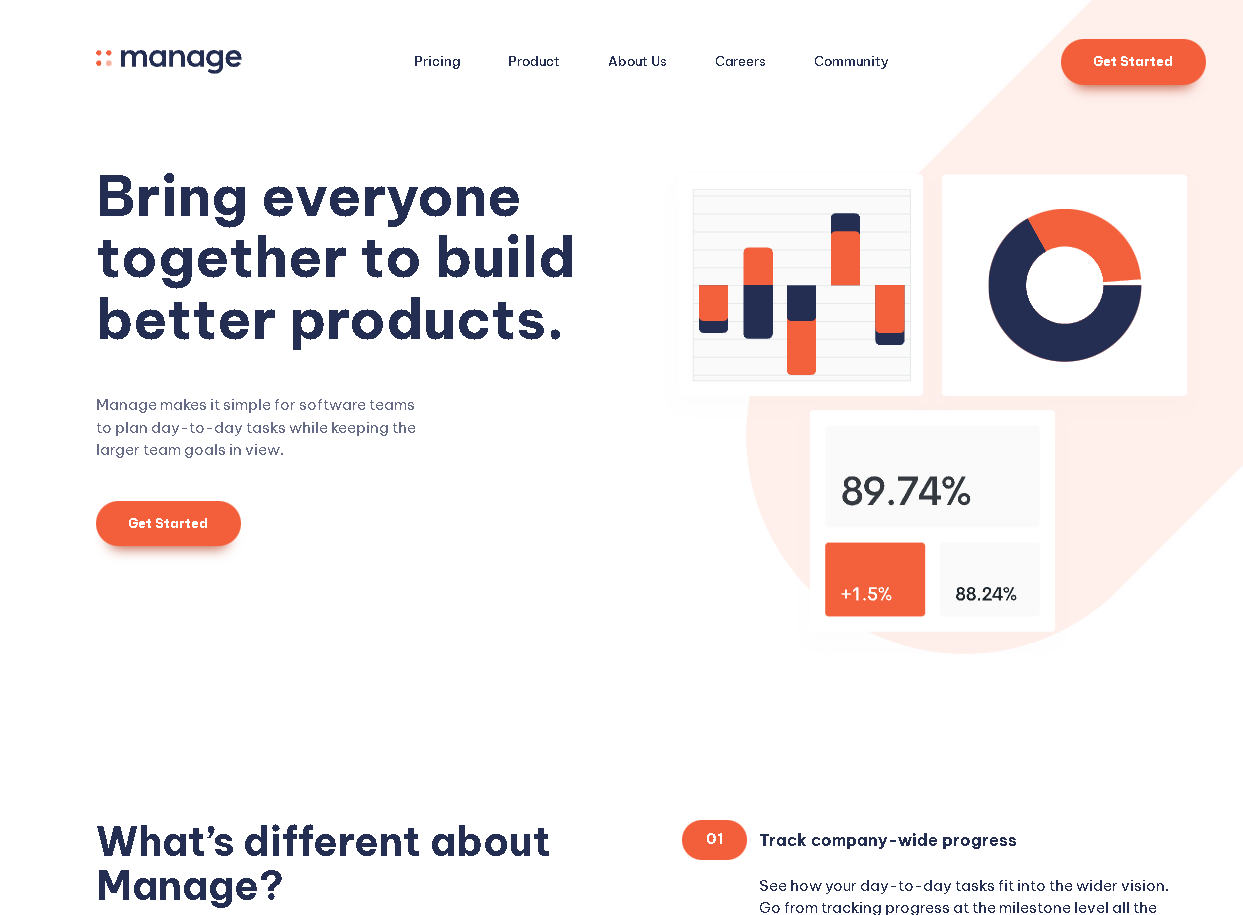 manage
Pricing
Product
About Us
Careers
Community
Get Started
Bring everyone
together to build
better products.
Manage makes it simple for software teams
to plan day-to-day tasks while keeping the
larger team goals in view.
Get Started
89.74%
+1.5%
88.24%
What’s different about
Manage?
01
Track company-wide progress
See how your day-to-day tasks fit into the wider vision.
Go from tracking progress at the milestone level all the